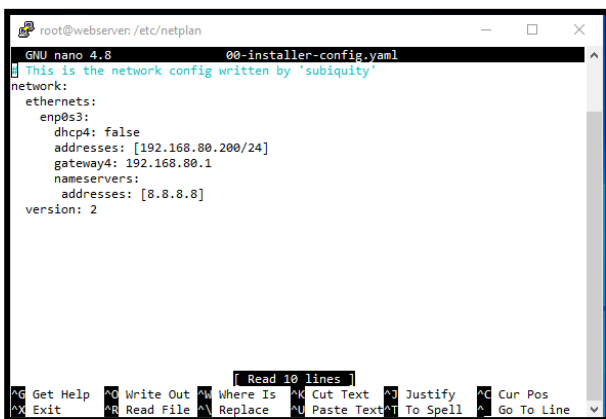 root@webserver: /etc/netplan
GNU nano 4.8 00-installer-config.yaml
# This is the network config written by 'subiquity'
network:
  ethernets:
    enp0s3:
      dhcp4: false
      addresses: [192.168.80.200/24]
      gateway4: 192.168.80.1
      nameservers:
       addresses: [8.8.8.8]
  version: 2
[ Read 10 lines ]
^G Get Help ^O Write Out ^W Where Is ^K Cut Text ^J Justify ^C Cur Pos
^X Exit ^R Read File ^\ Replace ^U Paste Text ^T To Spell ^_ Go To Line